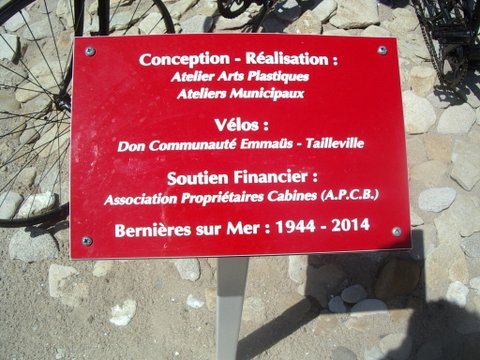 Conception - Réalisation :
Atelier Arts Plastiques
Ateliers Municipaux
Vélos :
Don Communauté Emmaüs - Tailleville
Soutien Financier :
Association Propriétaires Cabines (A.P.C.B.)
Bernières sur Mer : 1944 - 2014